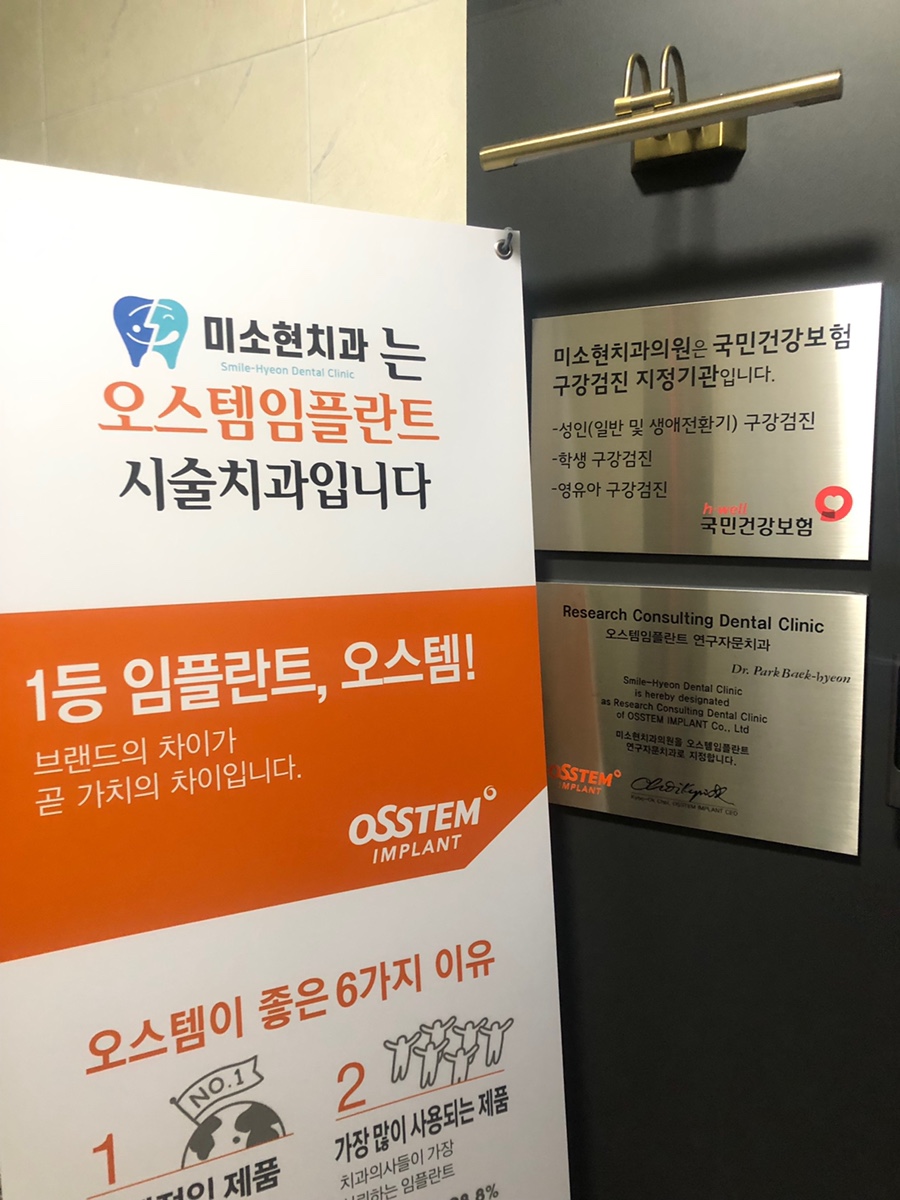 미소현치과는
Smile-Hyeon Dental Clinic
오스템임플란트
시술치과입니다
1등 임플란트, 오스템!
브랜드의 차이가
곧 가치의 차이입니다.
OSSTEM
IMPLANT
오스템이 좋은 6가지 이유
NO.1
1
제품
2
가장 많이 사용되는 제품
치과의사들이 가장
임플란트
미소현치과의원은 국민건강보험
구강검진 지정기관입니다.
-성인(일반 및 생애전환기) 구강검진
-학생 구강검진
-영유아 구강검진
h-well
국민건강보험
Research Consulting Dental Clinic
오스템임플란트 연구자문치과
Dr. Park Baek-hyeon
Smile-Hyeon Dental Clinic
is hereby designated
as Research Consulting Dental Clinic
of OSSTEM IMPLANT Co., Ltd
미소현치과의원을 오스템임플란트
연구자문치과로 지정합니다.
OSSTEM
IMPLANT
OSSTEM IMPLANT CEO